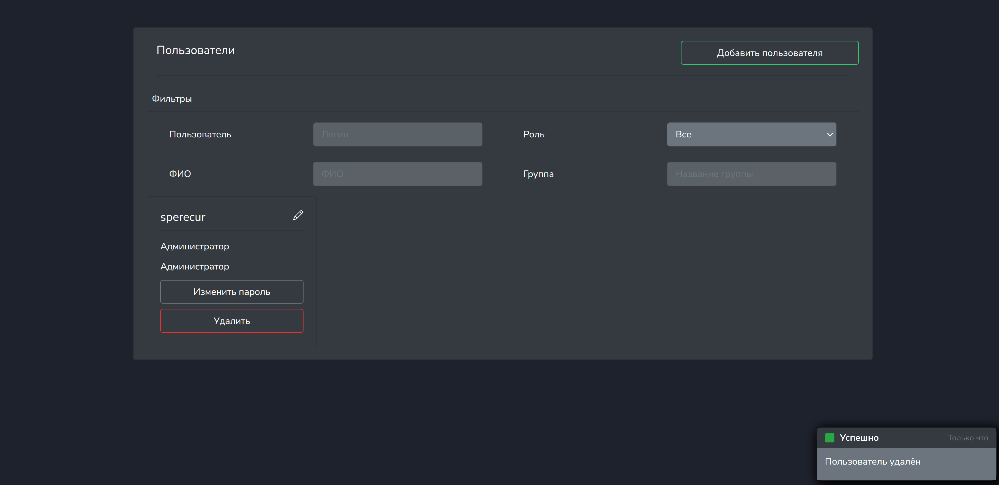 Пользователи
Добавить пользователя
Фильтры
Пользователь
Логин
Роль
Все
ФИО
ФИО
Группа
Название группы
sperecur
Администратор
Администратор
Изменить пароль
Удалить
Успешно
Только что
Пользователь удалён